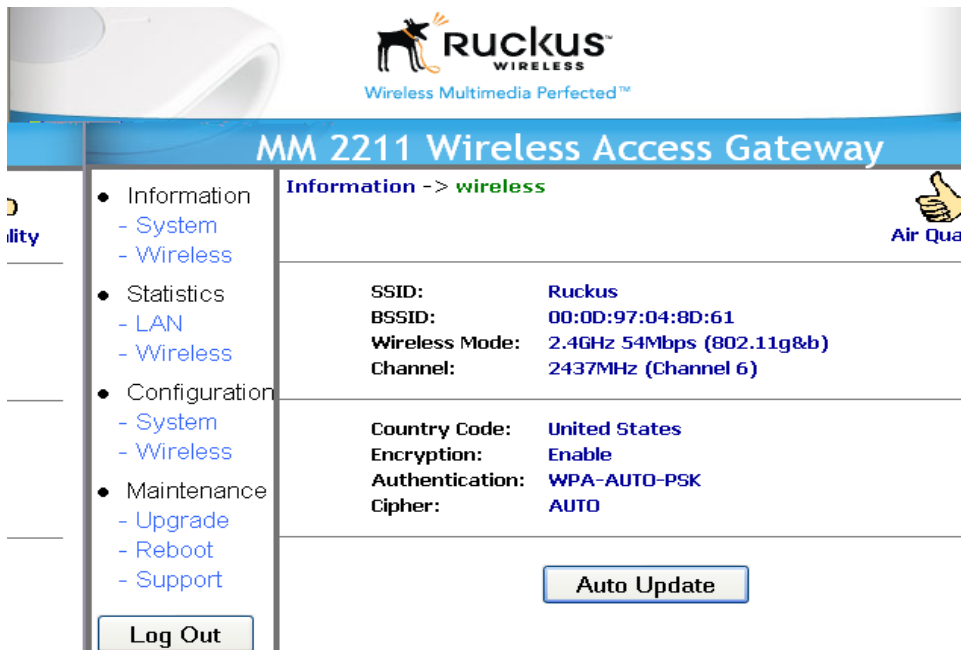 RUCKUS™
WIRELESS
Wireless Multimedia Perfected™
MM 2211 Wireless Access Gateway
lity
• Information
- System
- Wireless
• Statistics
- LAN
- Wireless
• Configuration
- System
- Wireless
• Maintenance
- Upgrade
- Reboot
- Support
Log Out
Information -> wireless
Air Qua
SSID: Ruckus
BSSID: 00:0D:97:04:8D:61
Wireless Mode: 2.4GHz 54Mbps (802.11g&b)
Channel: 2437MHz (Channel 6)
Country Code: United States
Encryption: Enable
Authentication: WPA-AUTO-PSK
Cipher: AUTO
Auto Update